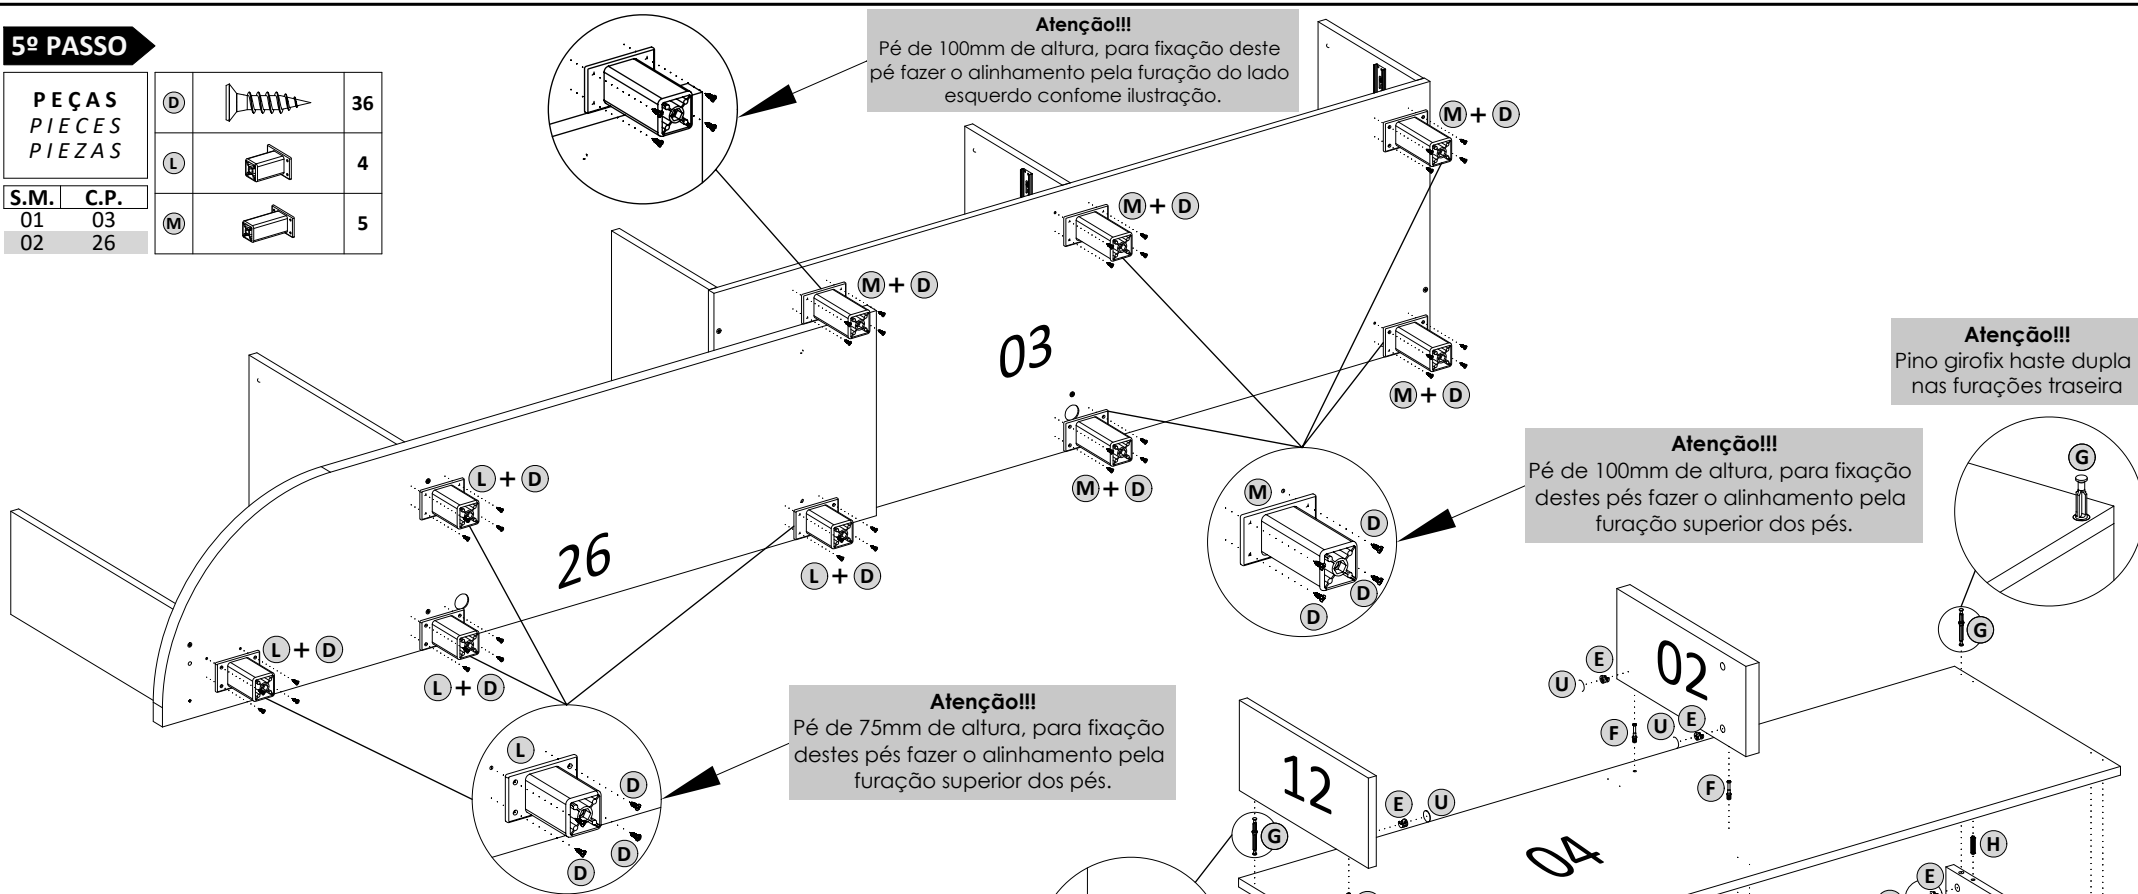 5º PASSO
PEÇAS
PIECES
PIEZAS
S.M. C.P.
01 03
02 26
D 36
L 4
M 5
Atenção!!!
Pé de 100mm de altura, para fixação deste
pé fazer o alinhamento pela furação do lado
esquerdo confome ilustração.
M + D
M + D
M + D
03
M + D
M + D
L + D
26
L + D
L + D
L + D
Atenção!!!
Pino girofix haste dupla
nas furações traseira
G
Atenção!!!
Pé de 100mm de altura, para fixação
destes pés fazer o alinhamento pela
furação superior dos pés.
M
D
D
D
Atenção!!!
Pé de 75mm de altura, para fixação
destes pés fazer o alinhamento pela
furação superior dos pés.
L
D
D
D
G
02
E
U
U E
F
F
12
E U
G
04
H
E